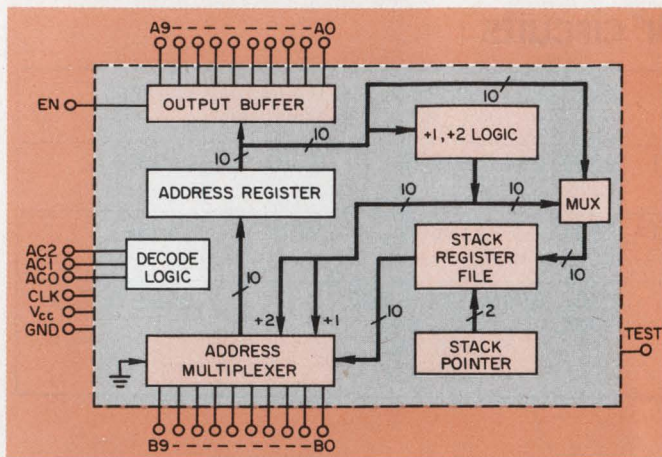 A9 A0
EN
OUTPUT BUFFER
10
10
10
+1, +2 LOGIC
ADDRESS REGISTER
10
10
MUX
AC2
AC1
AC0
DECODE
LOGIC
STACK
REGISTER
FILE
10
CLK
Vcc
GND
10
+2
+1
10
2
TEST
ADDRESS
MULTIPLEXER
STACK
POINTER
B9 B0